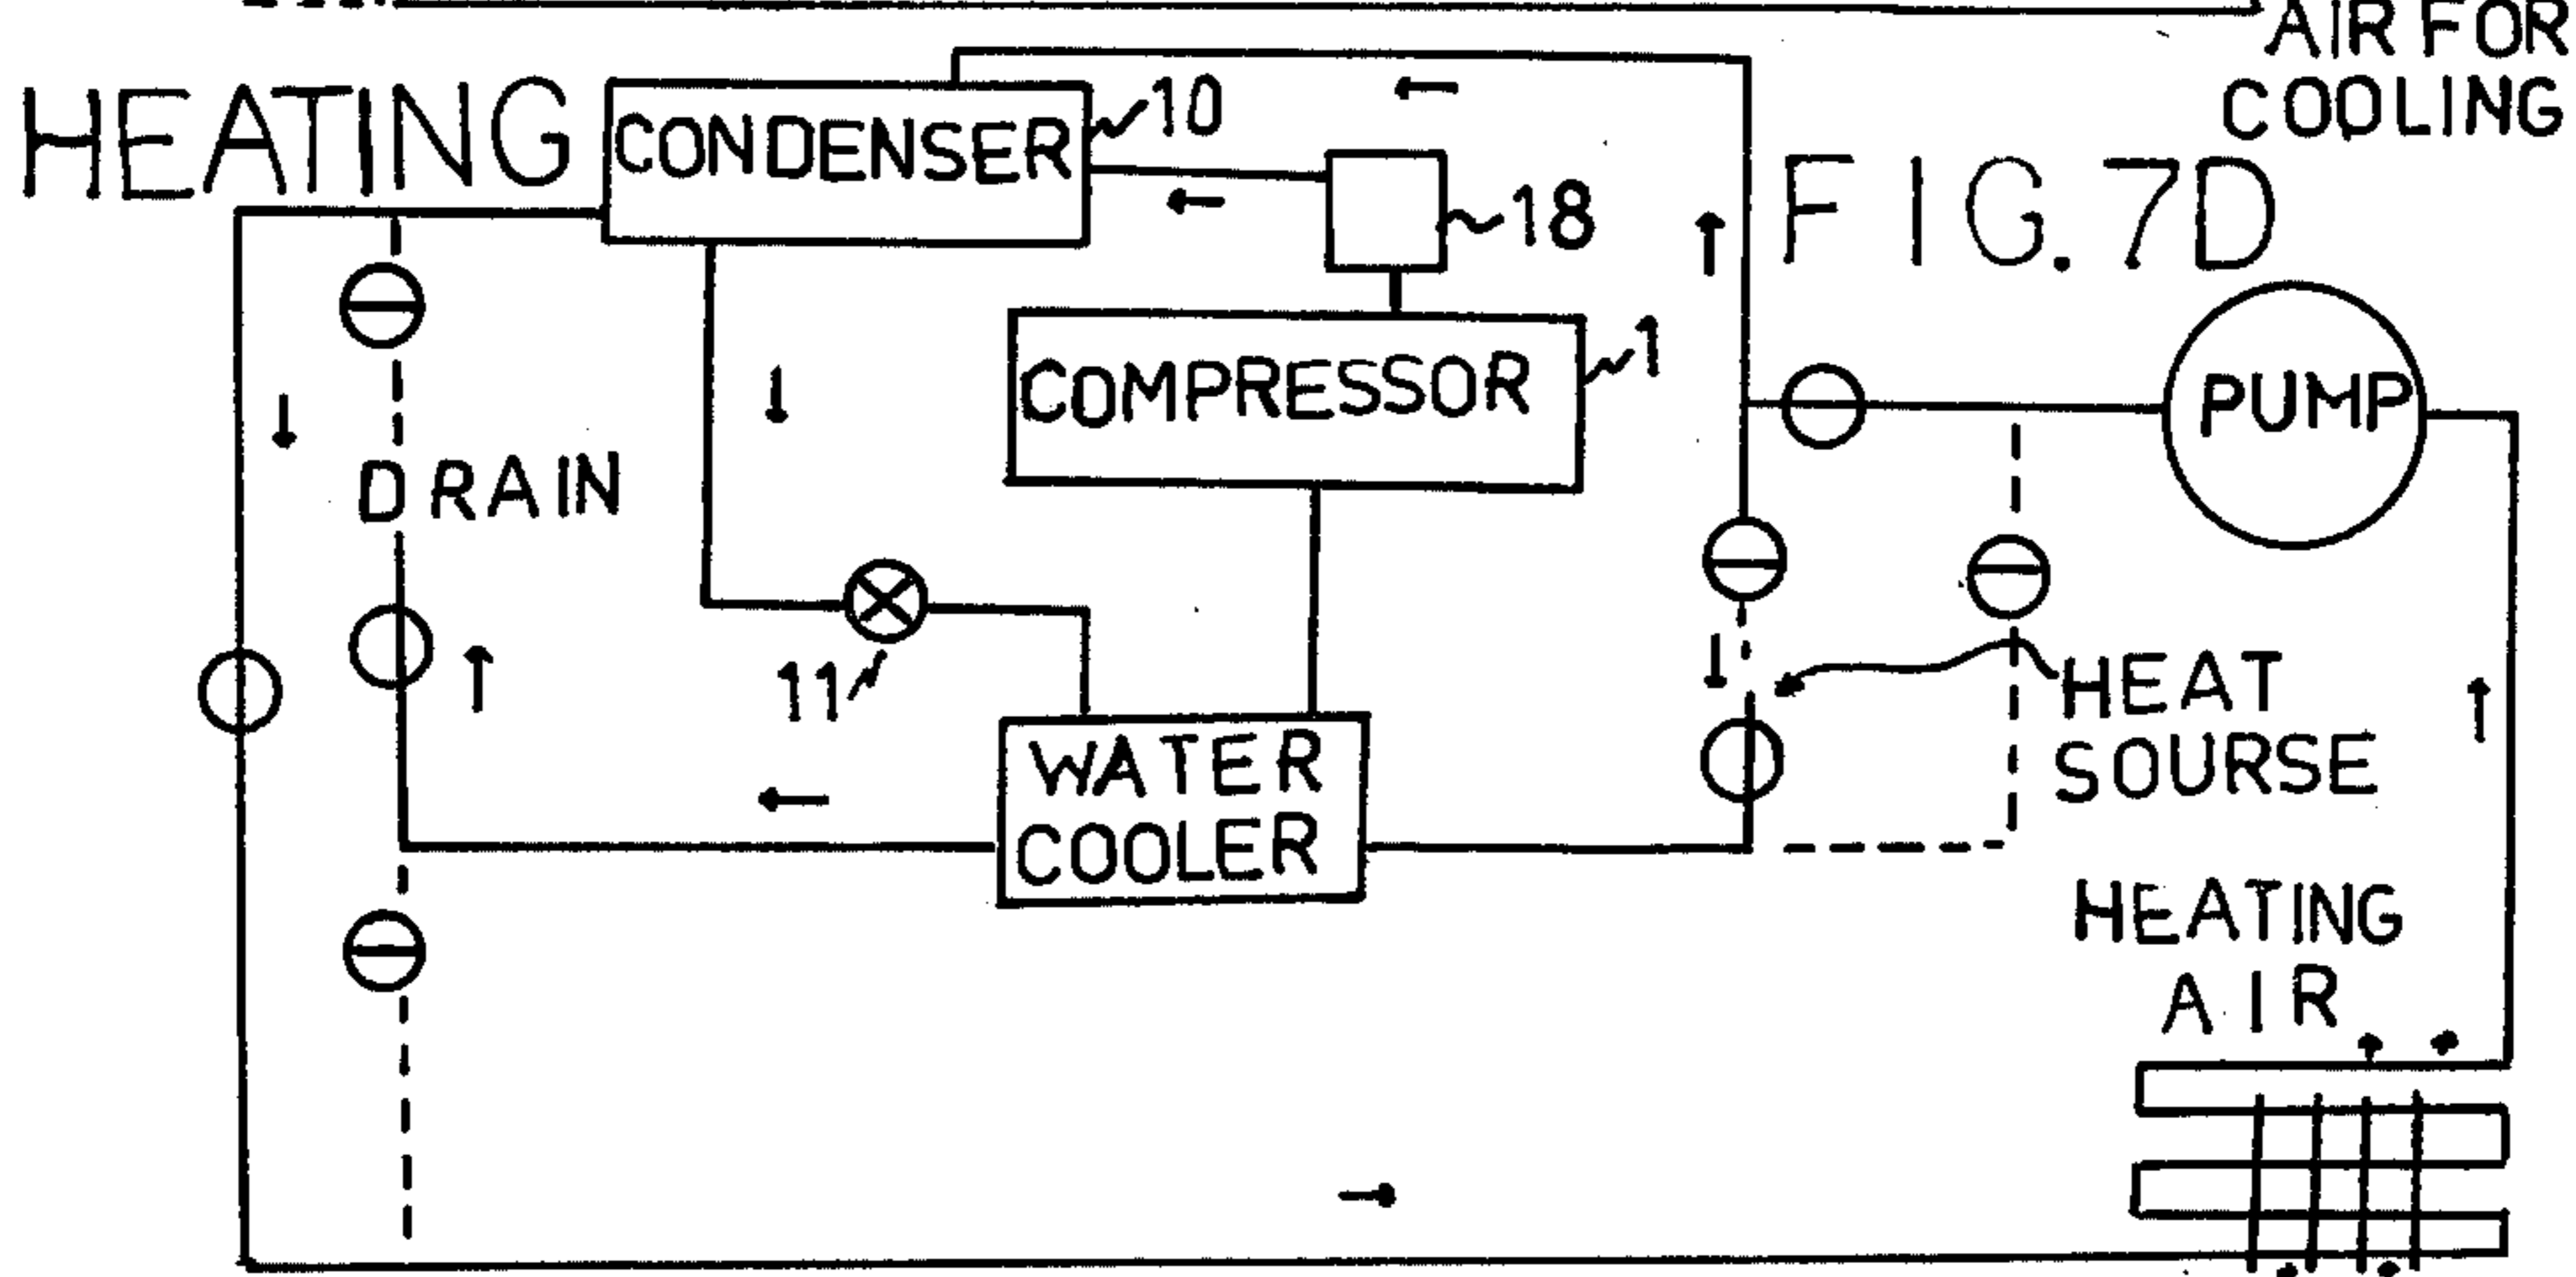 AIR FOR
COOLING
HEATING
CONDENSER
10
18
FIG. 7D
COMPRESSOR
1
PUMP
DRAIN
11
HEAT
SOURSE
WATER
COOLER
HEATING
AIR